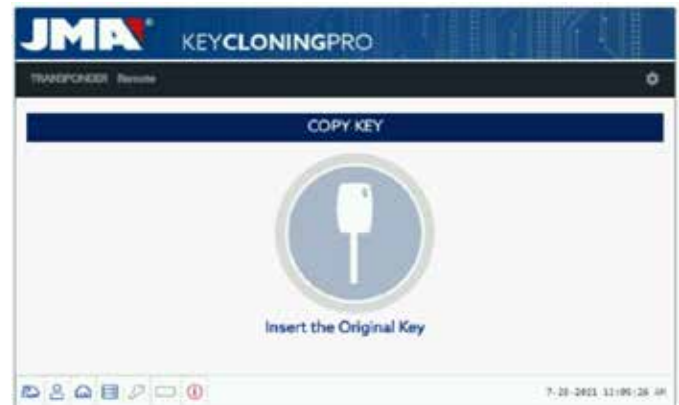 JMA®
KEYCLONINGPRO
TRANSPONDER Remote
COPY KEY
Insert the Original Key